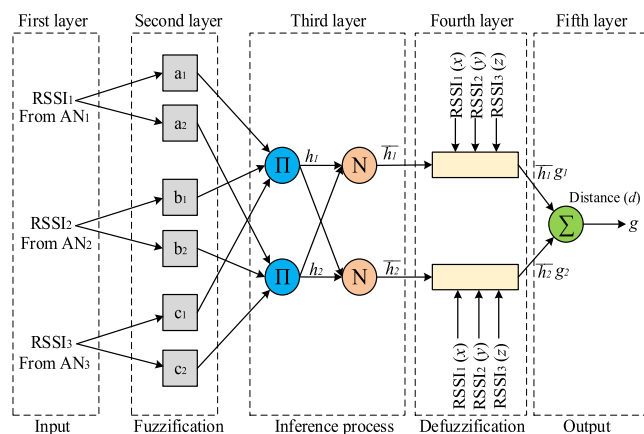 First layer
Second layer
Third layer
Fourth layer
Fifth layer
RSSI1
From AN1
RSSI2
From AN2
RSSI3
From AN3
a1
a2
b1
b2
c1
c2
Π
Π
h1
h2
N
N
h̅1
h̅2
RSSI1 (x)
RSSI2 (y)
RSSI3 (z)
RSSI1 (x)
RSSI2 (y)
RSSI3 (z)
h̅1 g1
h̅2 g2
Σ
Distance (d)
g
Input
Fuzzification
Inference process
Defuzzification
Output